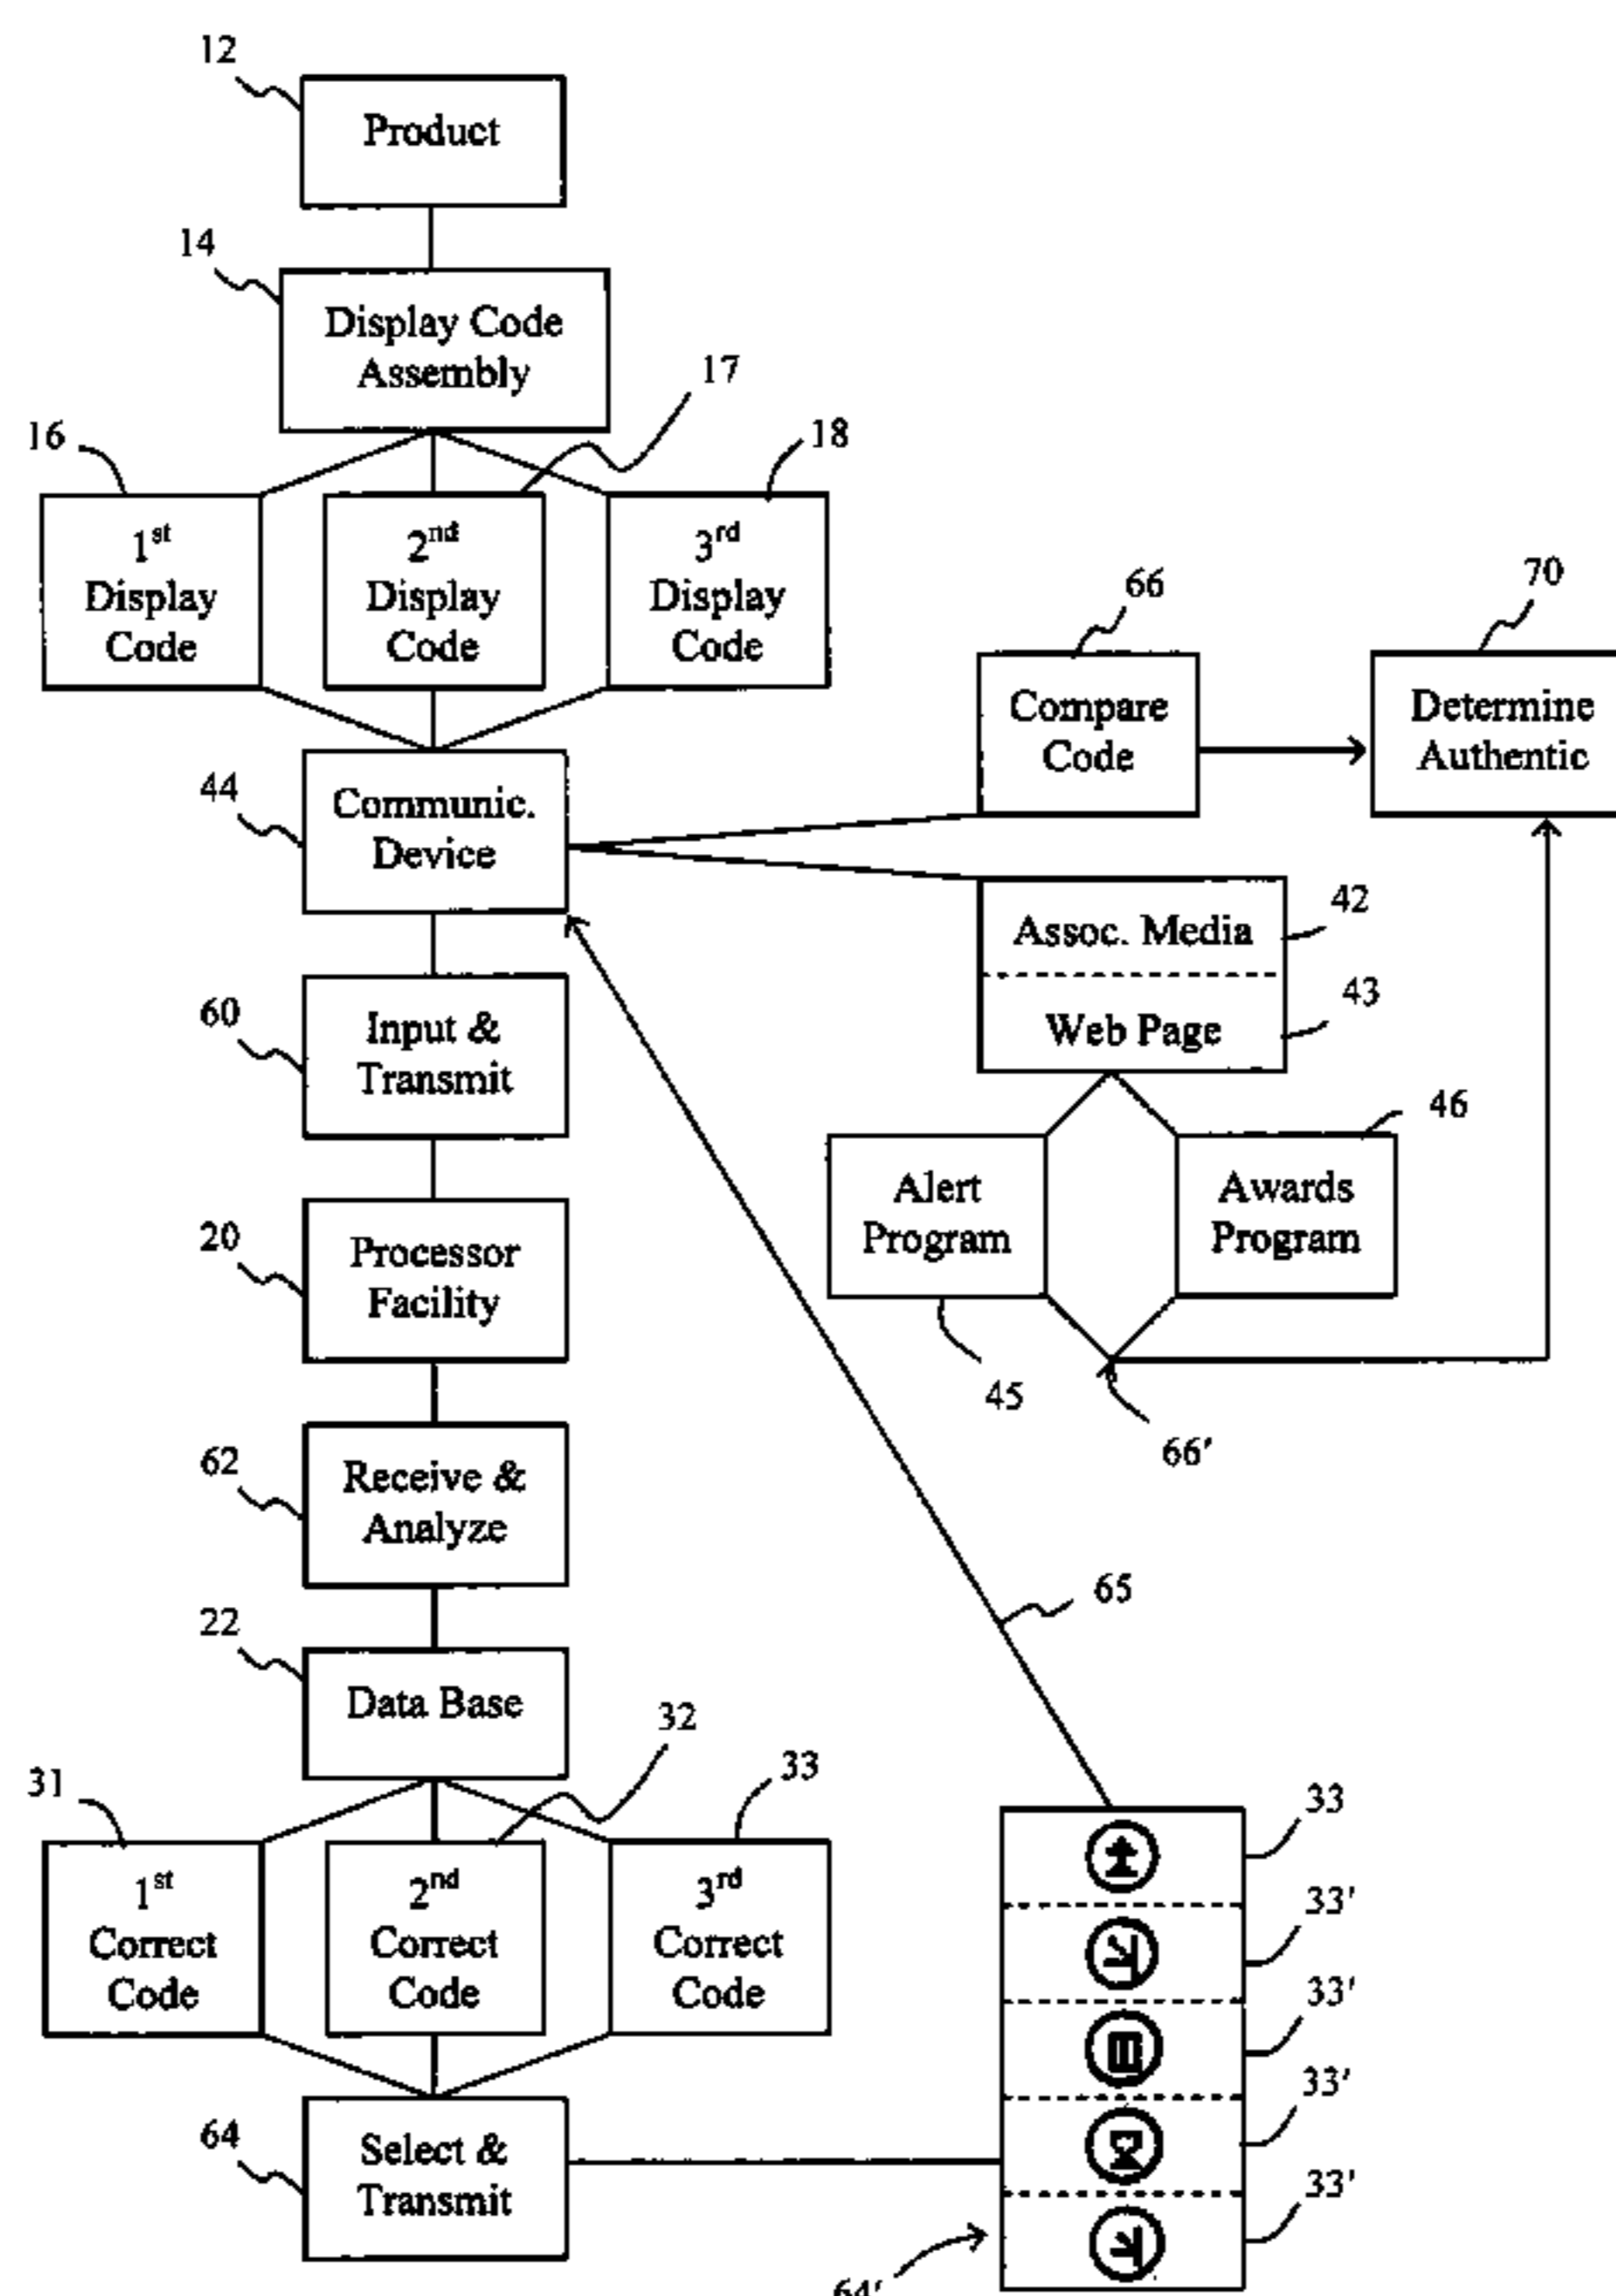 12
Product
14
Display Code
Assembly
17
16
18
1st
Display
Code
2nd
Display
Code
3rd
Display
Code
66
70
Compare
Code
Determine
Authentic
44
Communic.
Device
42
Assoc. Media
43
Web Page
60
Input &
Transmit
46
Alert
Program
Awards
Program
20
Processor
Facility
45
66'
62
Receive &
Analyze
65
22
Data Base
32
31
33
1st
Correct
Code
2nd
Correct
Code
3rd
Correct
Code
33
33'
33'
33'
33'
64
Select &
Transmit
64'